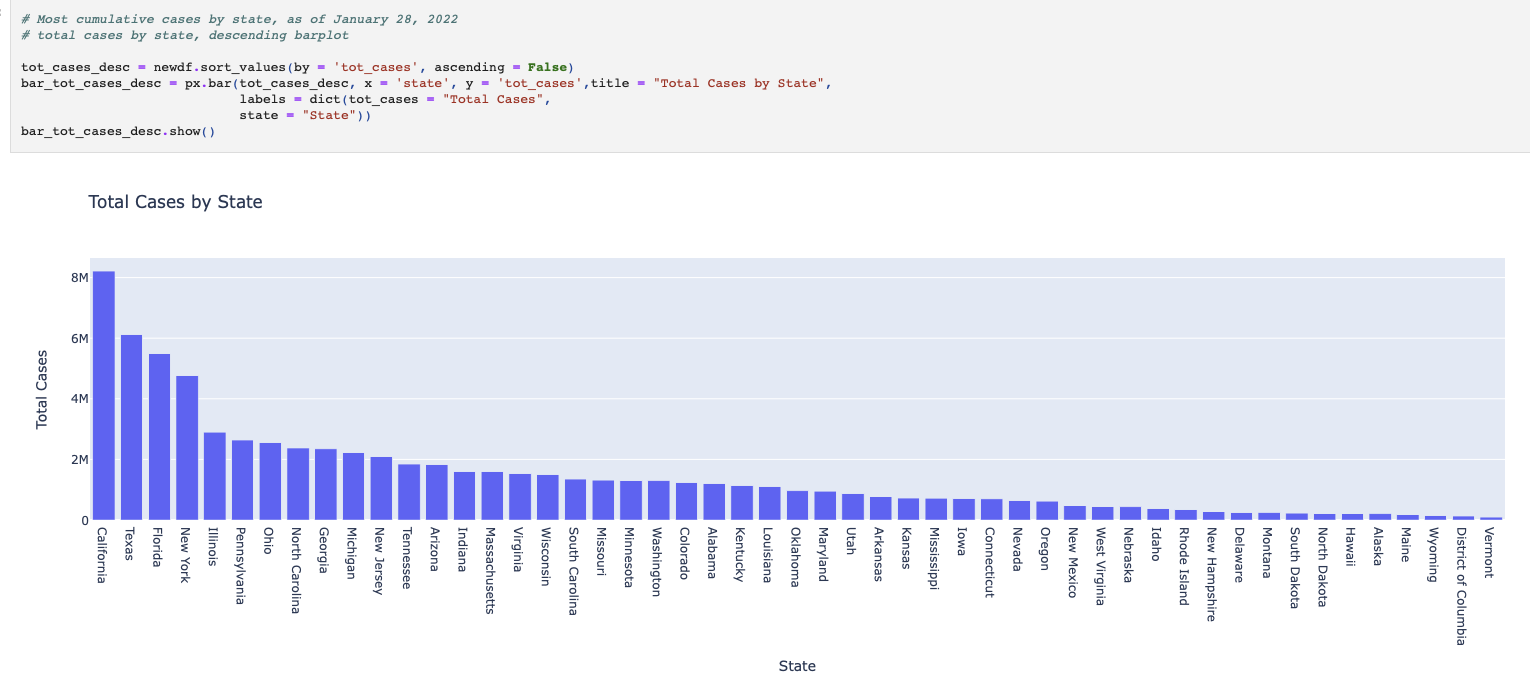 # Most cumulative cases by state, as of January 28, 2022
# total cases by state, descending barplot
tot_cases_desc = newdf.sort_values(by = 'tot_cases', ascending = False)
bar_tot_cases_desc = px.bar(tot_cases_desc, x = 'state', y = 'tot_cases',title = "Total Cases by State",
labels = dict(tot_cases = "Total Cases",
state = "State"))
bar_tot_cases_desc.show()
Total Cases by State
Total Cases
8M
6M
4M
2M
0
California
Texas
Florida
New York
Illinois
Pennsylvania
Ohio
North Carolina
Georgia
Michigan
New Jersey
Tennessee
Arizona
Indiana
Massachusetts
Virginia
Wisconsin
South Carolina
Missouri
Minnesota
Washington
Colorado
Alabama
Kentucky
Louisiana
Oklahoma
Maryland
Utah
Arkansas
Kansas
Mississippi
Iowa
Connecticut
Nevada
Oregon
New Mexico
West Virginia
Nebraska
Idaho
Rhode Island
New Hampshire
Delaware
Montana
South Dakota
North Dakota
Hawaii
Alaska
Maine
Wyoming
District of Columbia
Vermont
State